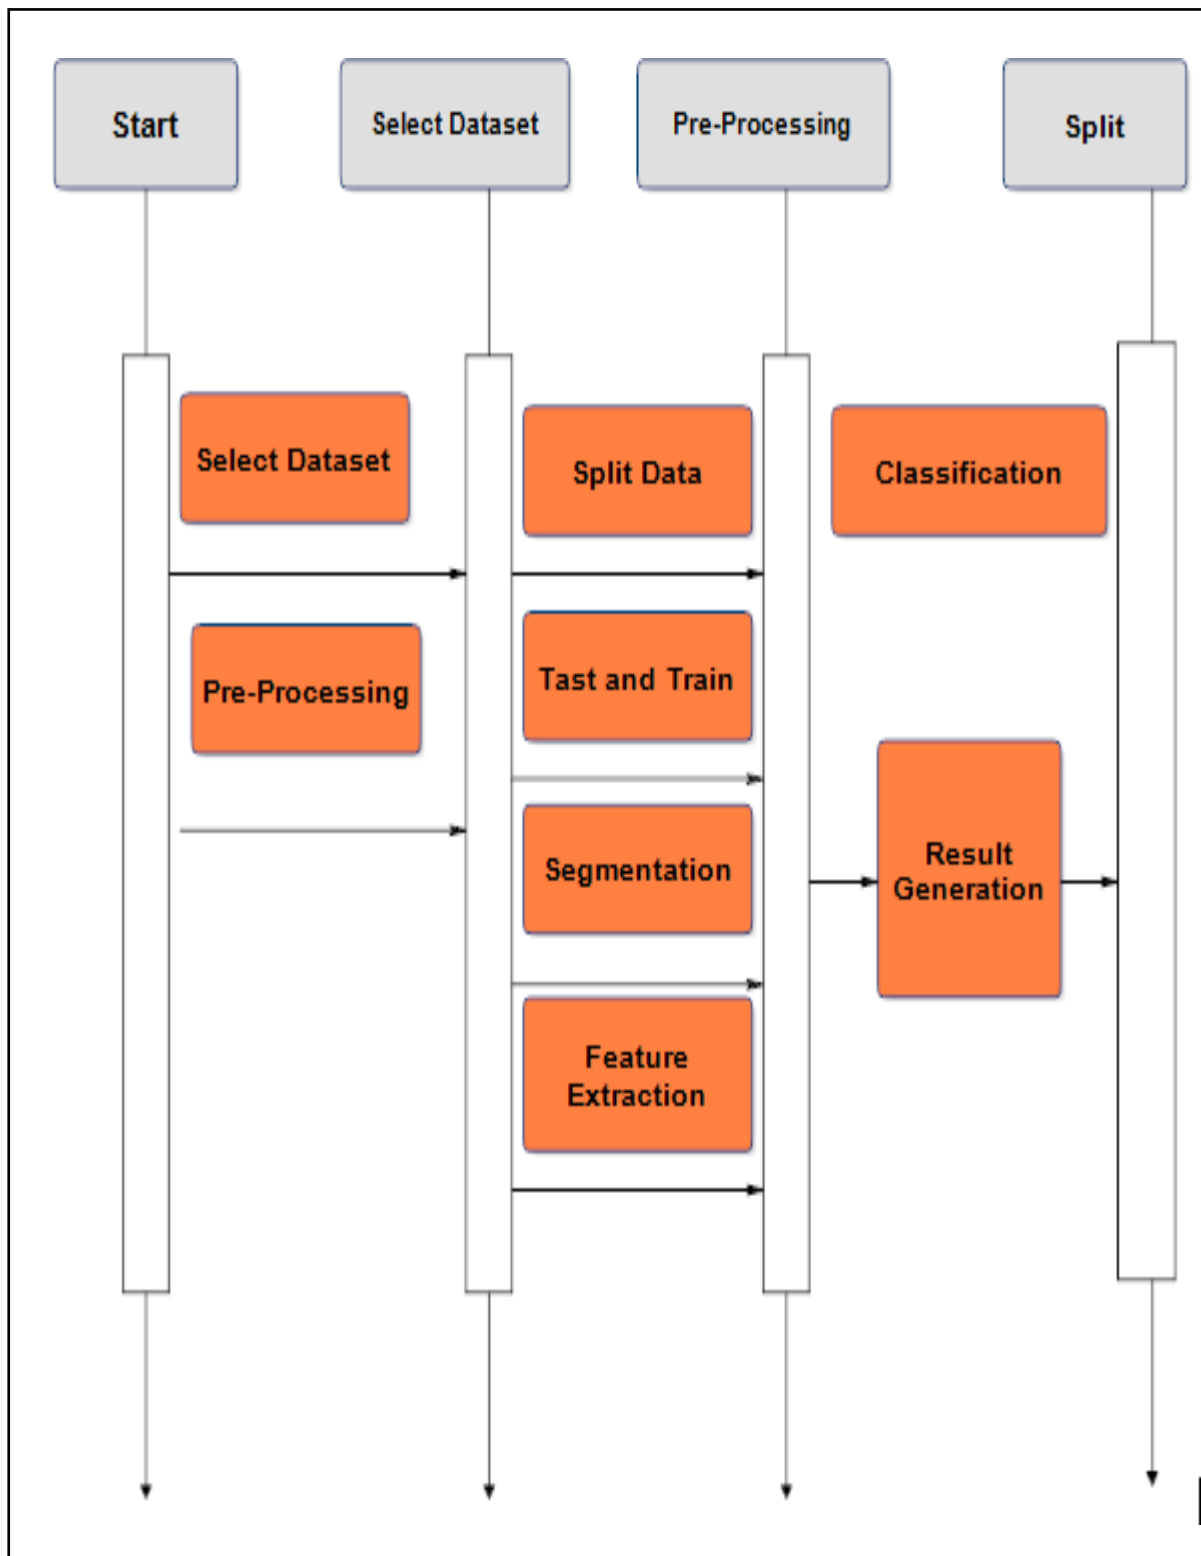 Start
Select Dataset
Pre-Processing
Split
Select Dataset
Split Data
Classification
Pre-Processing
Tast and Train
Segmentation
Result
Generation
Feature
Extraction